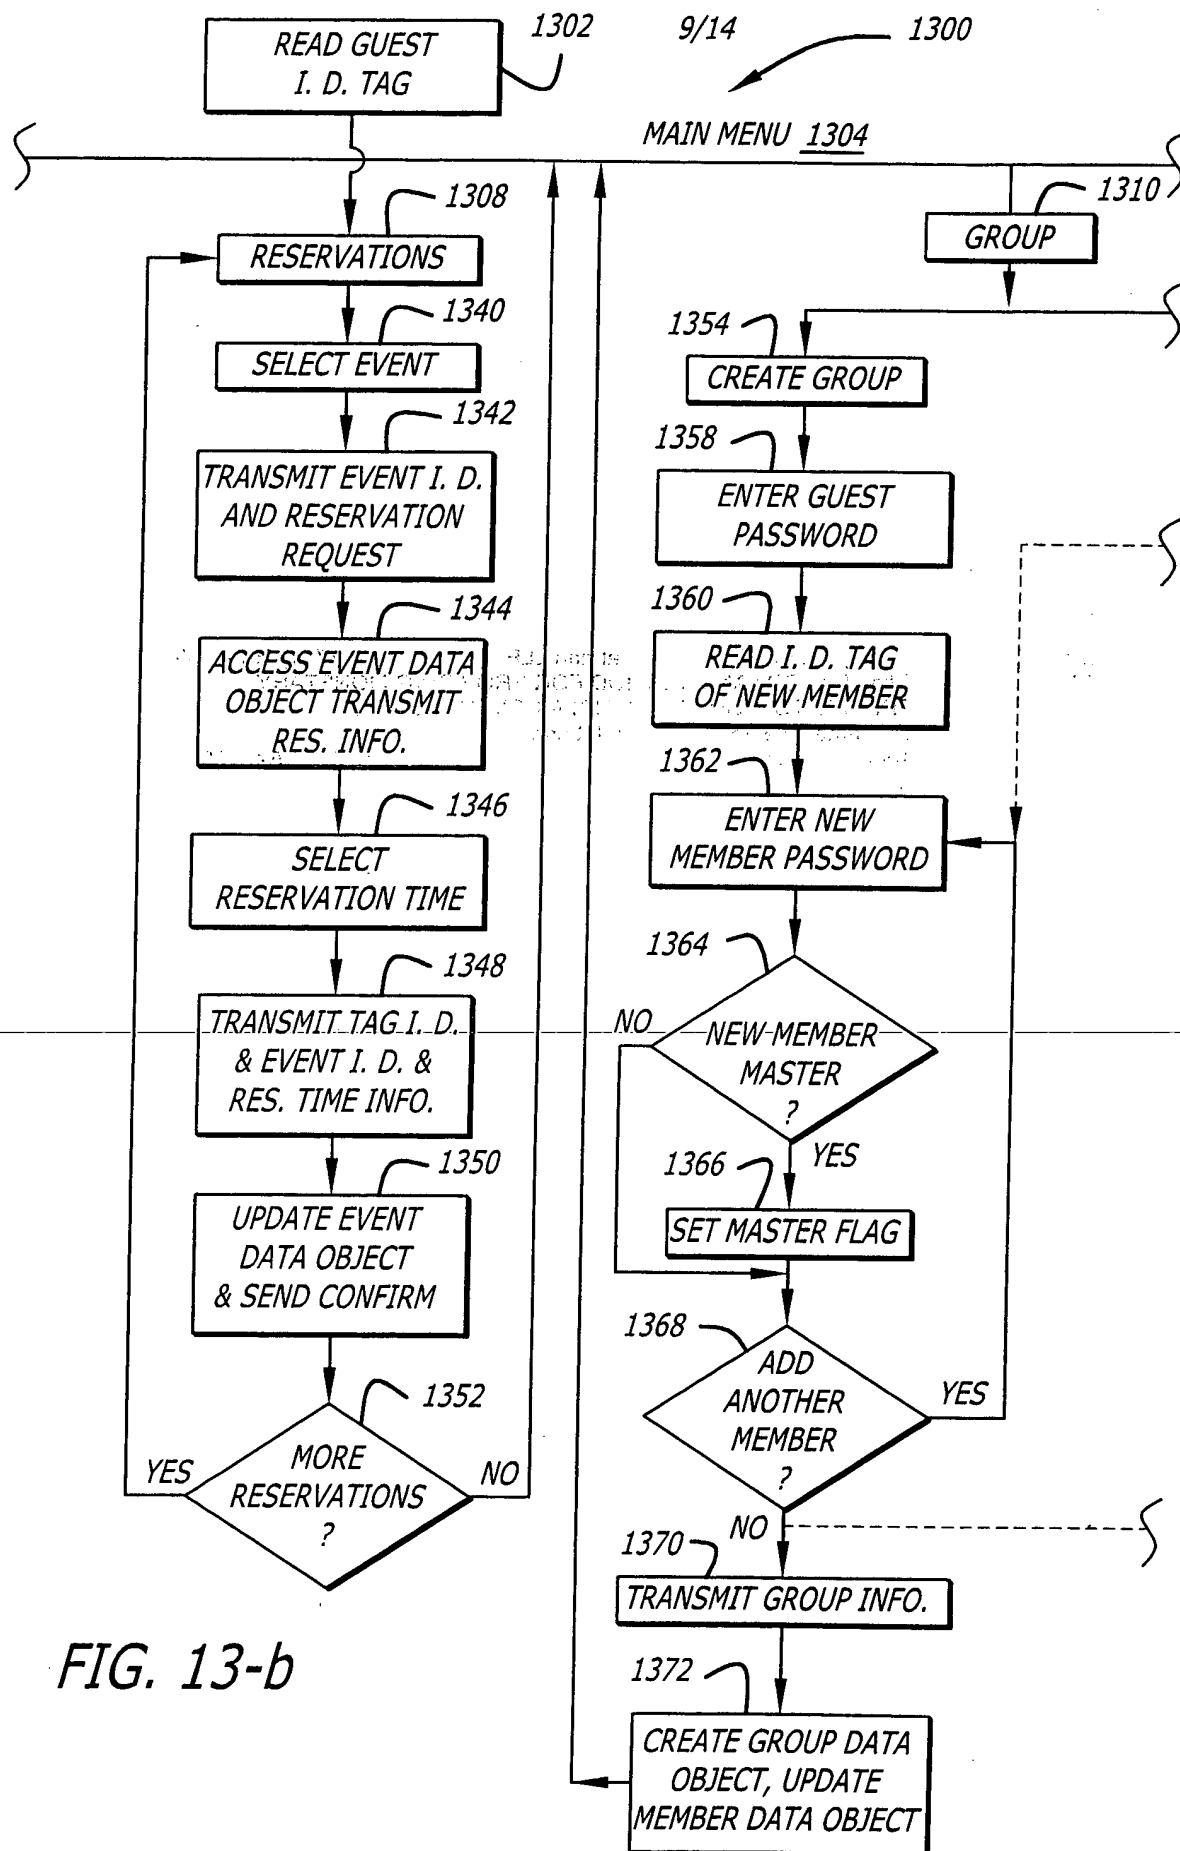 READ GUEST
I. D. TAG
1302
9/14
1300
MAIN MENU 1304
1308
RESERVATIONS
1340
SELECT EVENT
1342
TRANSMIT EVENT I. D.
AND RESERVATION
REQUEST
1344
ACCESS EVENT DATA
OBJECT TRANSMIT
RES. INFO.
1346
SELECT
RESERVATION TIME
1348
TRANSMIT TAG I. D.
& EVENT I. D. &
RES. TIME INFO.
1350
UPDATE EVENT
DATA OBJECT
& SEND CONFIRM
1352
MORE
RESERVATIONS
?
YES
NO
1310
GROUP
1354
CREATE GROUP
1358
ENTER GUEST
PASSWORD
1360
READ I. D. TAG
OF NEW MEMBER
1362
ENTER NEW
MEMBER PASSWORD
1364
NO
NEW MEMBER
MASTER
?
YES
1366
SET MASTER FLAG
1368
ADD
ANOTHER
MEMBER
?
YES
NO
1370
TRANSMIT GROUP INFO.
1372
CREATE GROUP DATA
OBJECT, UPDATE
MEMBER DATA OBJECT
FIG. 13-b